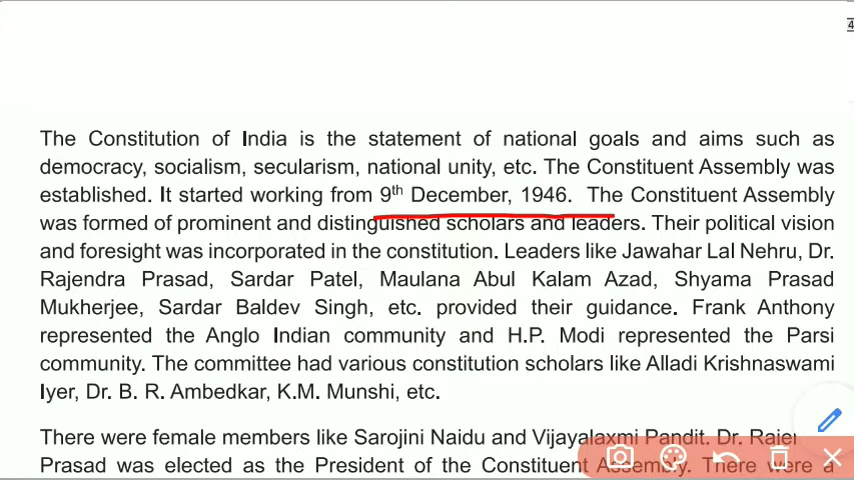 4
The Constitution of India is the statement of national goals and aims such as
democracy, socialism, secularism, national unity, etc. The Constituent Assembly was
established. It started working from 9th December, 1946. The Constituent Assembly
was formed of prominent and distinguished scholars and leaders. Their political vision
and foresight was incorporated in the constitution. Leaders like Jawahar Lal Nehru, Dr.
Rajendra Prasad, Sardar Patel, Maulana Abul Kalam Azad, Shyama Prasad
Mukherjee, Sardar Baldev Singh, etc. provided their guidance. Frank Anthony
represented the Anglo Indian community and H.P. Modi represented the Parsi
community. The committee had various constitution scholars like Alladi Krishnaswami
Iyer, Dr. B. R. Ambedkar, K.M. Munshi, etc.
There were female members like Sarojini Naidu and Vijayalaxmi Pandit. Dr.
Prasad was elected as the President of the Constituent Assembly. There were a